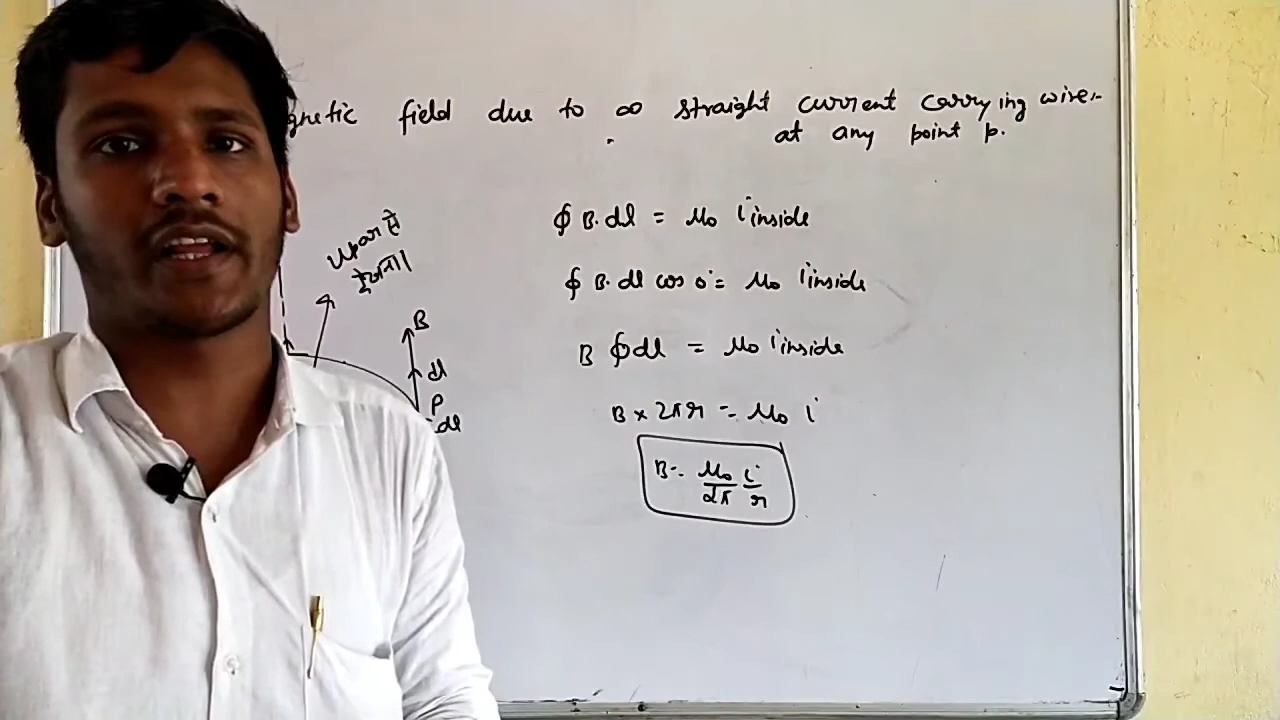 gnetic field due to ∞ straight current carrying wire:-
at any point p.
∮ B.dl = μ₀ i inside
∮ B.dl cos 0° = μ₀ i inside
B ∮dl = μ₀ i inside
B × 2πr = μ₀ i
B = μ₀/2π i/r
B
dl
P
dl